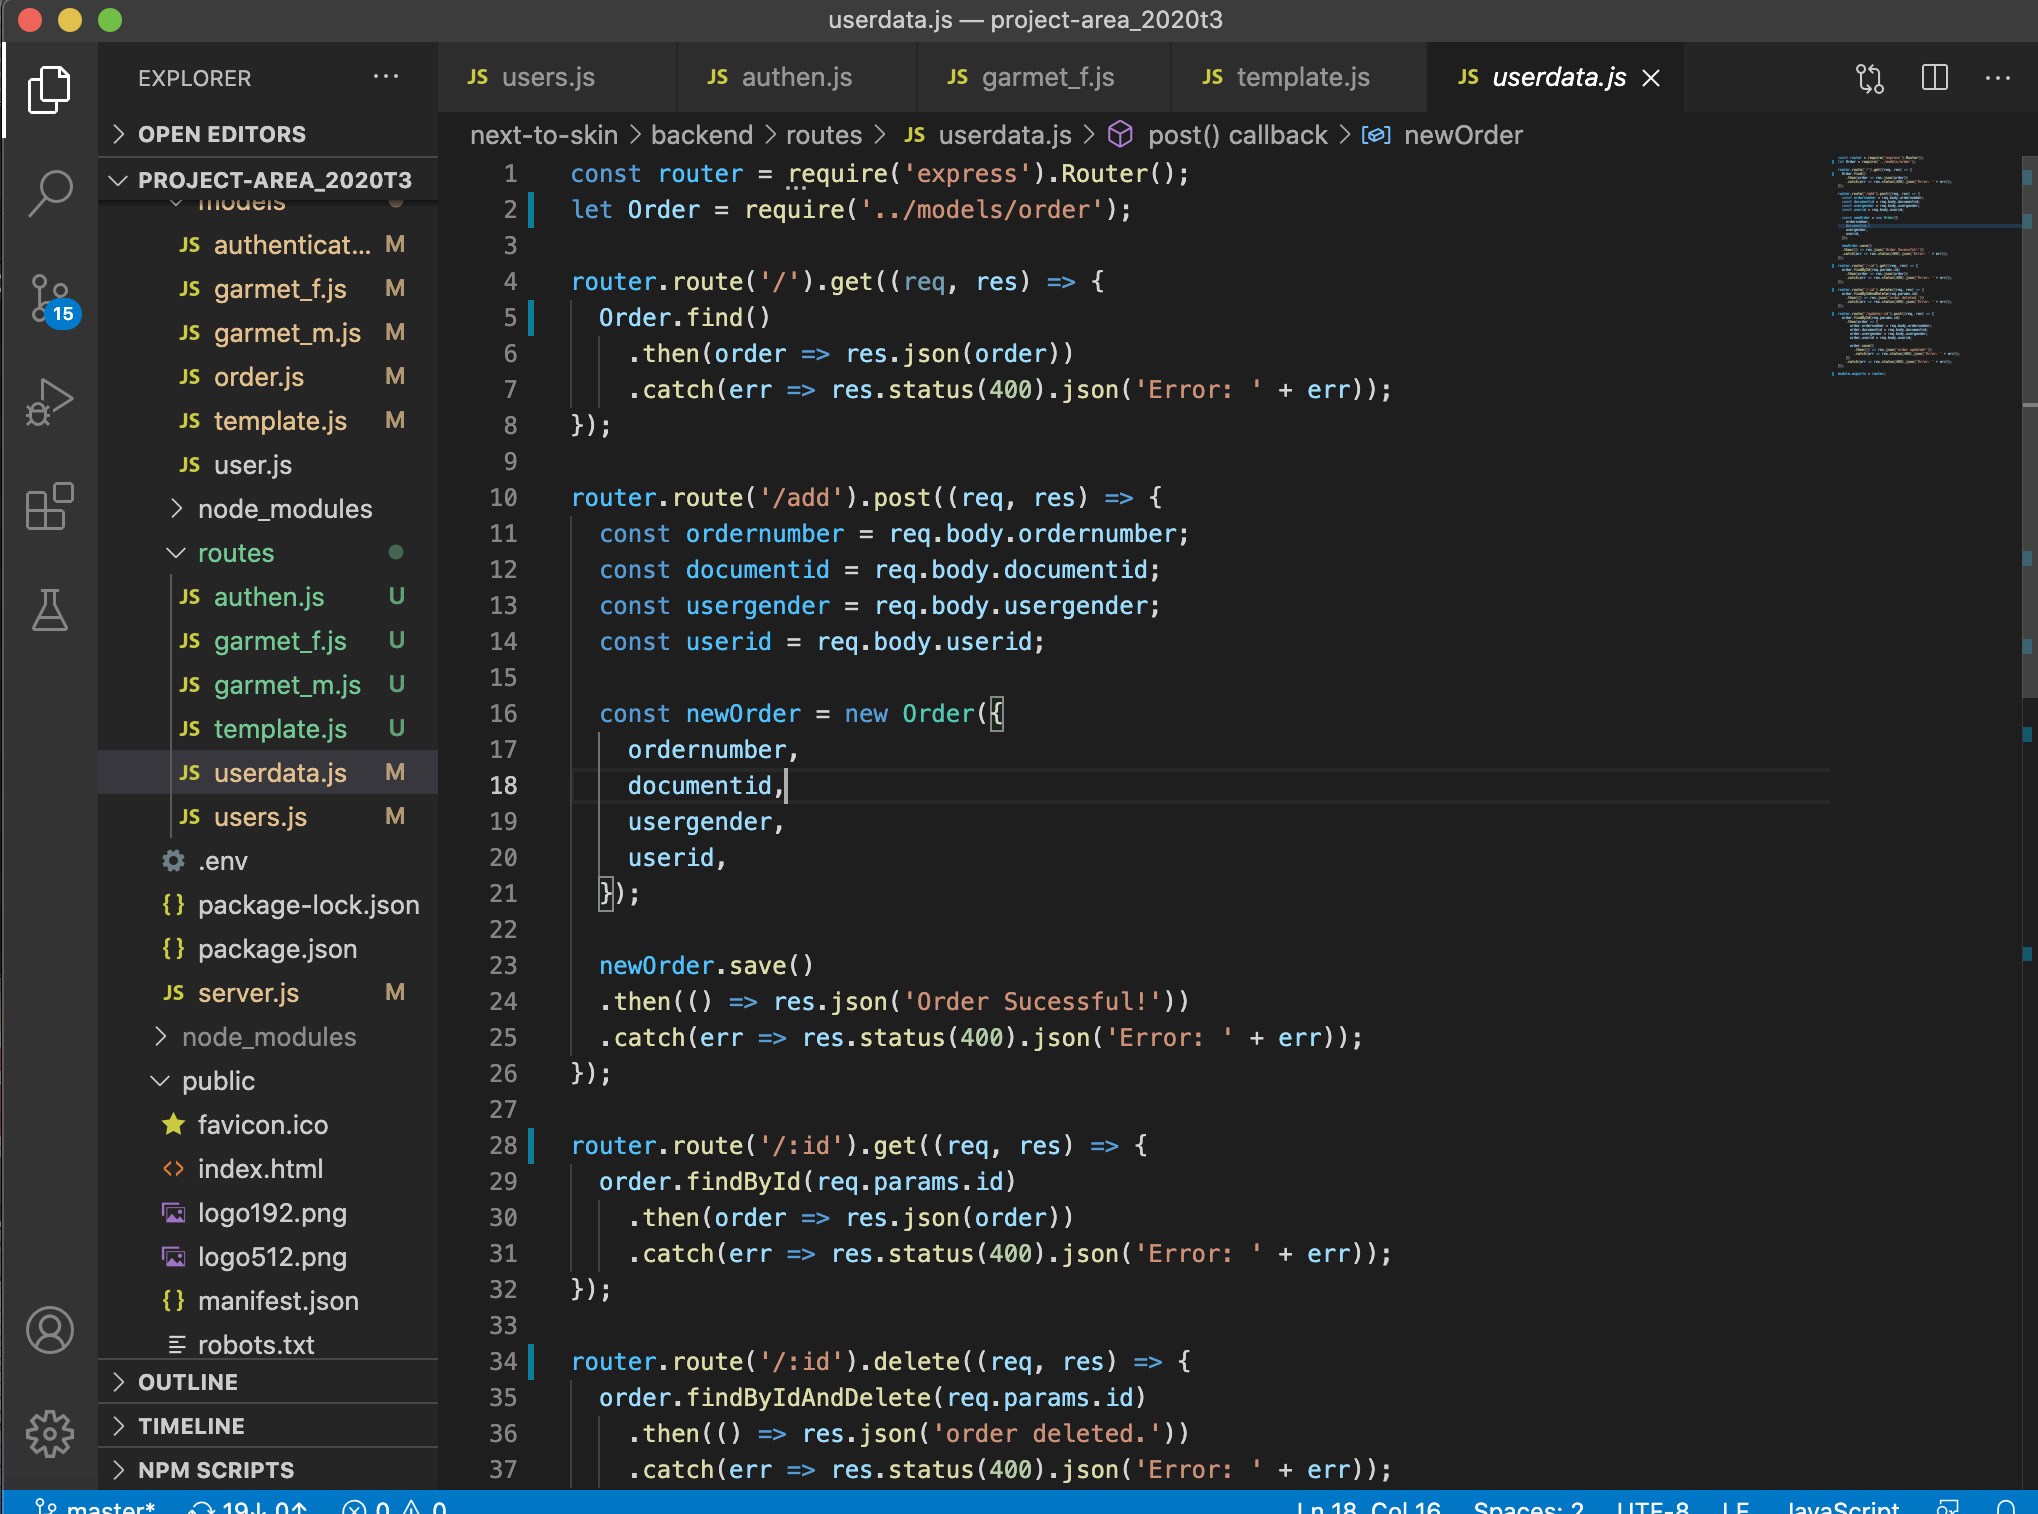 userdata.js — project-area_2020t3
EXPLORER
OPEN EDITORS
PROJECT-AREA_2020T3
models
JS authenticat... M
JS garmet_f.js M
JS garmet_m.js M
JS order.js M
JS template.js M
JS user.js
node_modules
routes
JS authen.js U
JS garmet_f.js U
JS garmet_m.js U
JS template.js U
JS userdata.js M
JS users.js M
.env
{} package-lock.json
{} package.json
JS server.js M
node_modules
public
favicon.ico
<> index.html
logo192.png
logo512.png
{} manifest.json
robots.txt
OUTLINE
TIMELINE
NPM SCRIPTS
15
JS users.js
JS authen.js
JS garmet_f.js
JS template.js
JS userdata.js
next-to-skin > backend > routes > JS userdata.js > post() callback > newOrder
1 const router = require('express').Router();
2 let Order = require('../models/order');
3
4 router.route('/').get((req, res) => {
5 Order.find()
6 .then(order => res.json(order))
7 .catch(err => res.status(400).json('Error: ' + err));
8 });
9
10 router.route('/add').post((req, res) => {
11 const ordernumber = req.body.ordernumber;
12 const documentid = req.body.documentid;
13 const usergender = req.body.usergender;
14 const userid = req.body.userid;
15
16 const newOrder = new Order({
17 ordernumber,
18 documentid,
19 usergender,
20 userid,
21 });
22
23 newOrder.save()
24 .then(() => res.json('Order Sucessful!'))
25 .catch(err => res.status(400).json('Error: ' + err));
26 });
27
28 router.route('/:id').get((req, res) => {
29 order.findById(req.params.id)
30 .then(order => res.json(order))
31 .catch(err => res.status(400).json('Error: ' + err));
32 });
33
34 router.route('/:id').delete((req, res) => {
35 order.findByIdAndDelete(req.params.id)
36 .then(() => res.json('order deleted.'))
37 .catch(err => res.status(400).json('Error: ' + err));
master* 19↓ 0↑ 0 0 Ln 18, Col 16 Spaces: 2 UTF-8 LF JavaScript